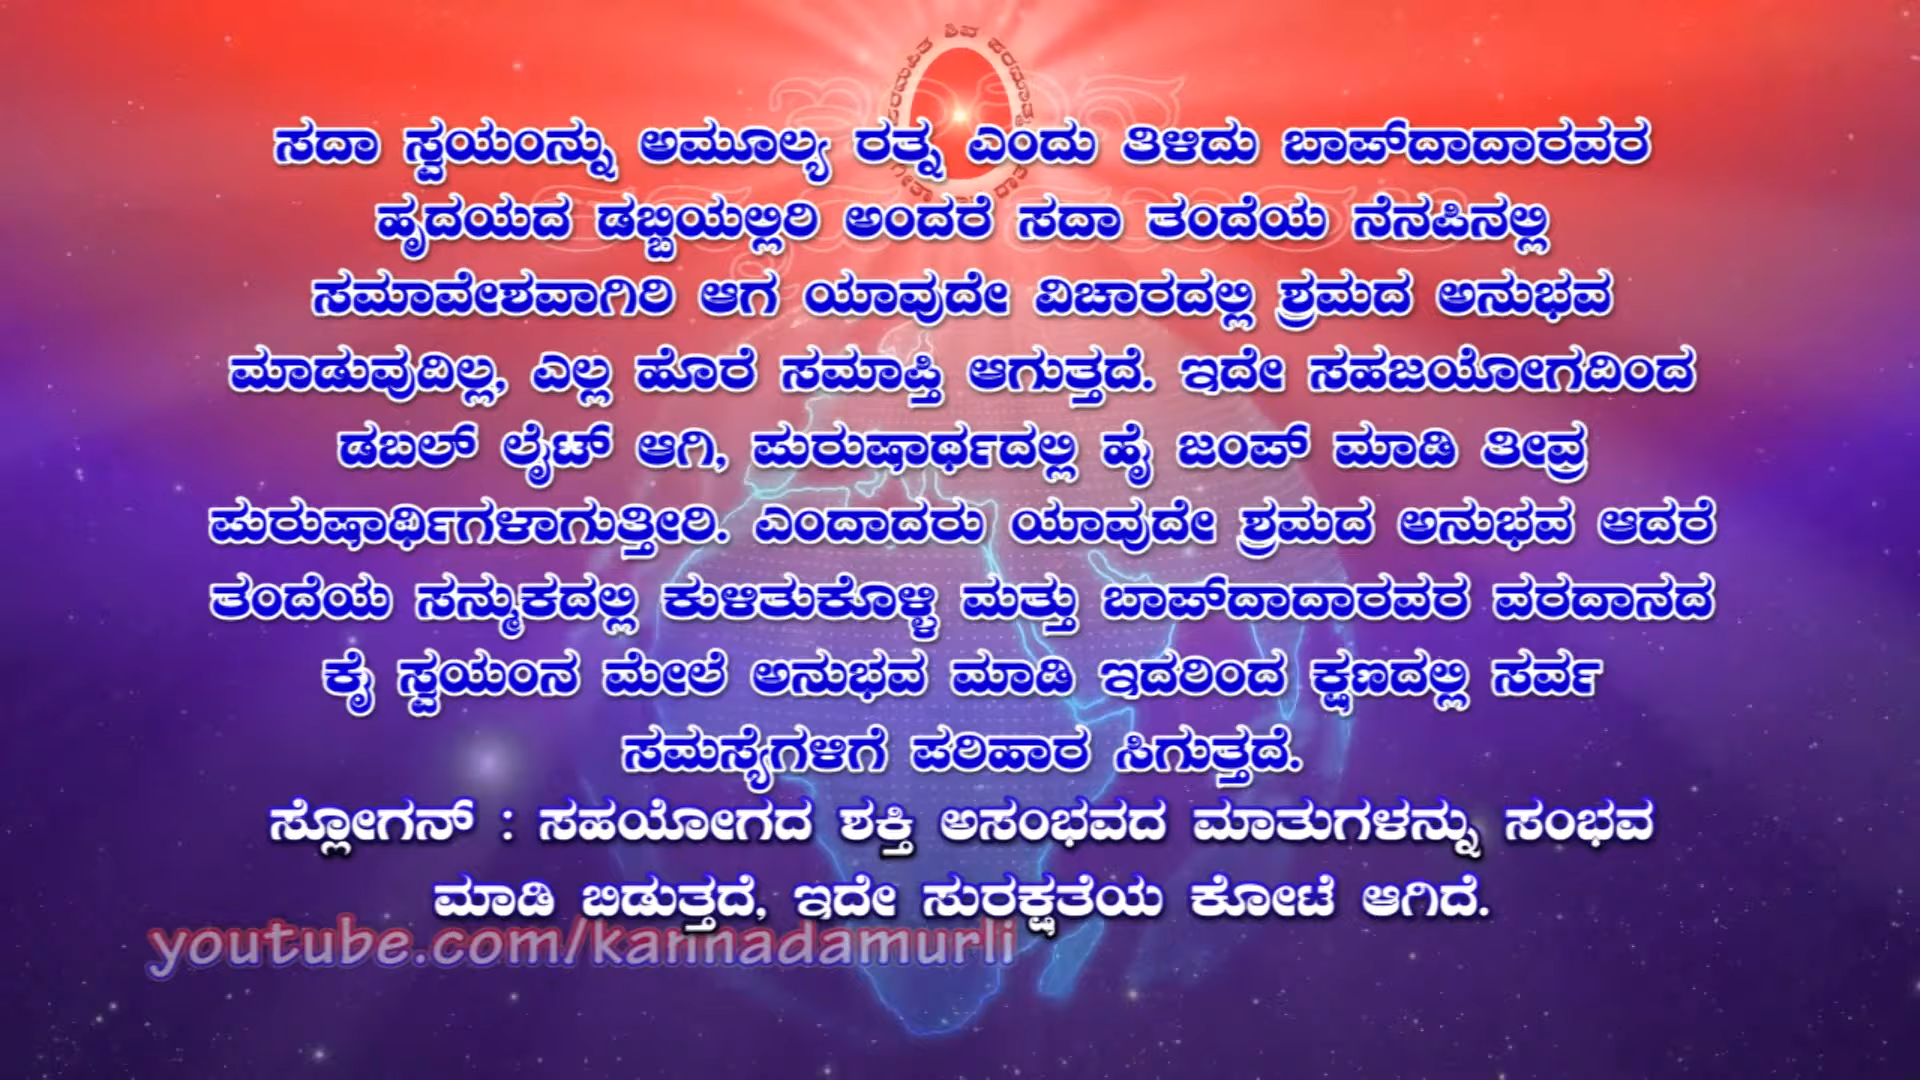 ಸದಾ ಸ್ವಯಂನ್ನು ಅಮೂಲ್ಯ ರತ್ನ ಎಂದು ತಿಳಿದು ಬಾಪ್‌ದಾದಾರವರ
ಹೃದಯದ ಡಬ್ಬಿಯಲ್ಲಿರಿ ಅಂದರೆ ಸದಾ ತಂದೆಯ ನೆನಪಿನಲ್ಲಿ
ಸಮಾವೇಶವಾಗಿರಿ ಆಗ ಯಾವುದೇ ವಿಚಾರದಲ್ಲಿ ಶ್ರಮದ ಅನುಭವ
ಮಾಡುವುದಿಲ್ಲ, ಎಲ್ಲ ಹೊರೆ ಸಮಾಪ್ತಿ ಆಗುತ್ತದೆ. ಇದೇ ಸಹಜಯೋಗದಿಂದ
ಡಬಲ್ ಲೈಟ್ ಆಗಿ, ಪುರುಷಾರ್ಥದಲ್ಲಿ ಹೈ ಜಂಪ್ ಮಾಡಿ ತೀವ್ರ
ಪುರುಷಾರ್ಥಿಗಳಾಗುತ್ತೀರಿ. ಎಂದಾದರು ಯಾವುದೇ ಶ್ರಮದ ಅನುಭವ ಆದರೆ
ತಂದೆಯ ಸನ್ಮುಕದಲ್ಲಿ ಕುಳಿತುಕೊಳ್ಳಿ ಮತ್ತು ಬಾಪ್‌ದಾದಾರವರ ವರದಾನದ
ಕೈ ಸ್ವಯಂನ ಮೇಲೆ ಅನುಭವ ಮಾಡಿ ಇದರಿಂದ ಕ್ಷಣದಲ್ಲಿ ಸರ್ವ
ಸಮಸ್ಯೆಗಳಿಗೆ ಪರಿಹಾರ ಸಿಗುತ್ತದೆ.
ಸ್ಲೋಗನ್ : ಸಹಯೋಗದ ಶಕ್ತಿ ಅಸಂಭವದ ಮಾತುಗಳನ್ನು ಸಂಭವ
ಮಾಡಿ ಬಿಡುತ್ತದೆ, ಇದೇ ಸುರಕ್ಷತೆಯ ಕೋಟೆ ಆಗಿದೆ.
youtube.com/kannadamurli